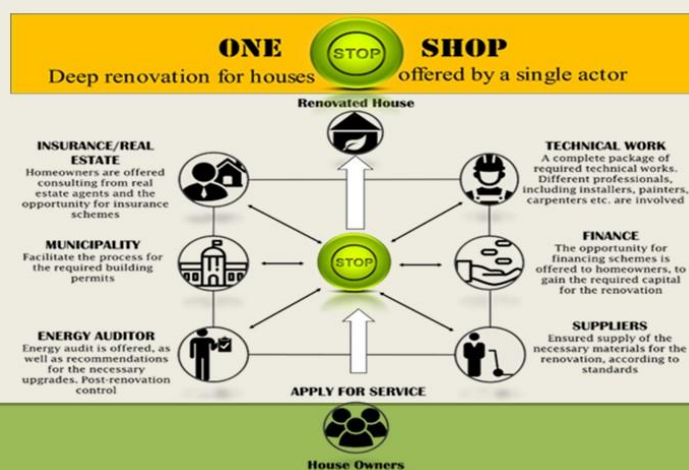 ONE STOP SHOP
Deep renovation for houses offered by a single actor
Renovated House
INSURANCE/REAL
ESTATE
Homeowners are offered
consulting from real
estate agents and the
opportunity for insurance
schemes
TECHNICAL WORK
A complete package of
required technical works.
Different professionals,
including installers, painters,
carpenters etc. are involved
MUNICIPALITY
Facilitate the process for
the required building
permits
STOP
FINANCE
The opportunity for
financing schemes is
offered to homeowners, to
gain the required capital
for the renovation
ENERGY AUDITOR
Energy audit is offered, as
well as recommendations
for the necessary
upgrades. Post-renovation
control
SUPPLIERS
Ensured supply of the
necessary materials for the
renovation, according to
standards
APPLY FOR SERVICE
House Owners